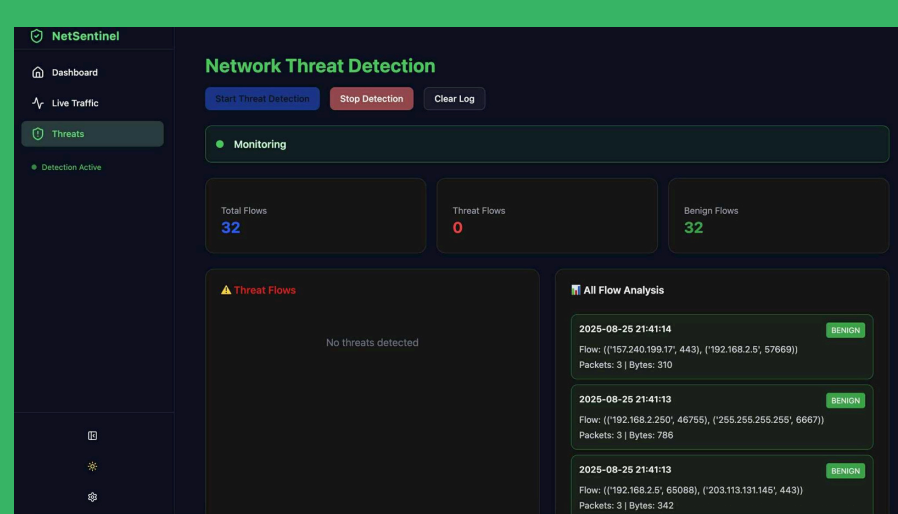 NetSentinel
Dashboard
Live Traffic
Threats
Detection Active
Network Threat Detection
Start Threat Detection
Stop Detection
Clear Log
Monitoring
Total Flows
32
Threat Flows
0
Benign Flows
32
Threat Flows
No threats detected
All Flow Analysis
2025-08-25 21:41:14
BENIGN
Flow: (('157.240.199.17', 443), ('192.168.2.5', 57669))
Packets: 3 | Bytes: 310
2025-08-25 21:41:13
BENIGN
Flow: (('192.168.2.250', 46755), ('255.255.255.255', 6667))
Packets: 3 | Bytes: 786
2025-08-25 21:41:13
BENIGN
Flow: (('192.168.2.5', 65088), ('203.113.131.145', 443))
Packets: 3 | Bytes: 342